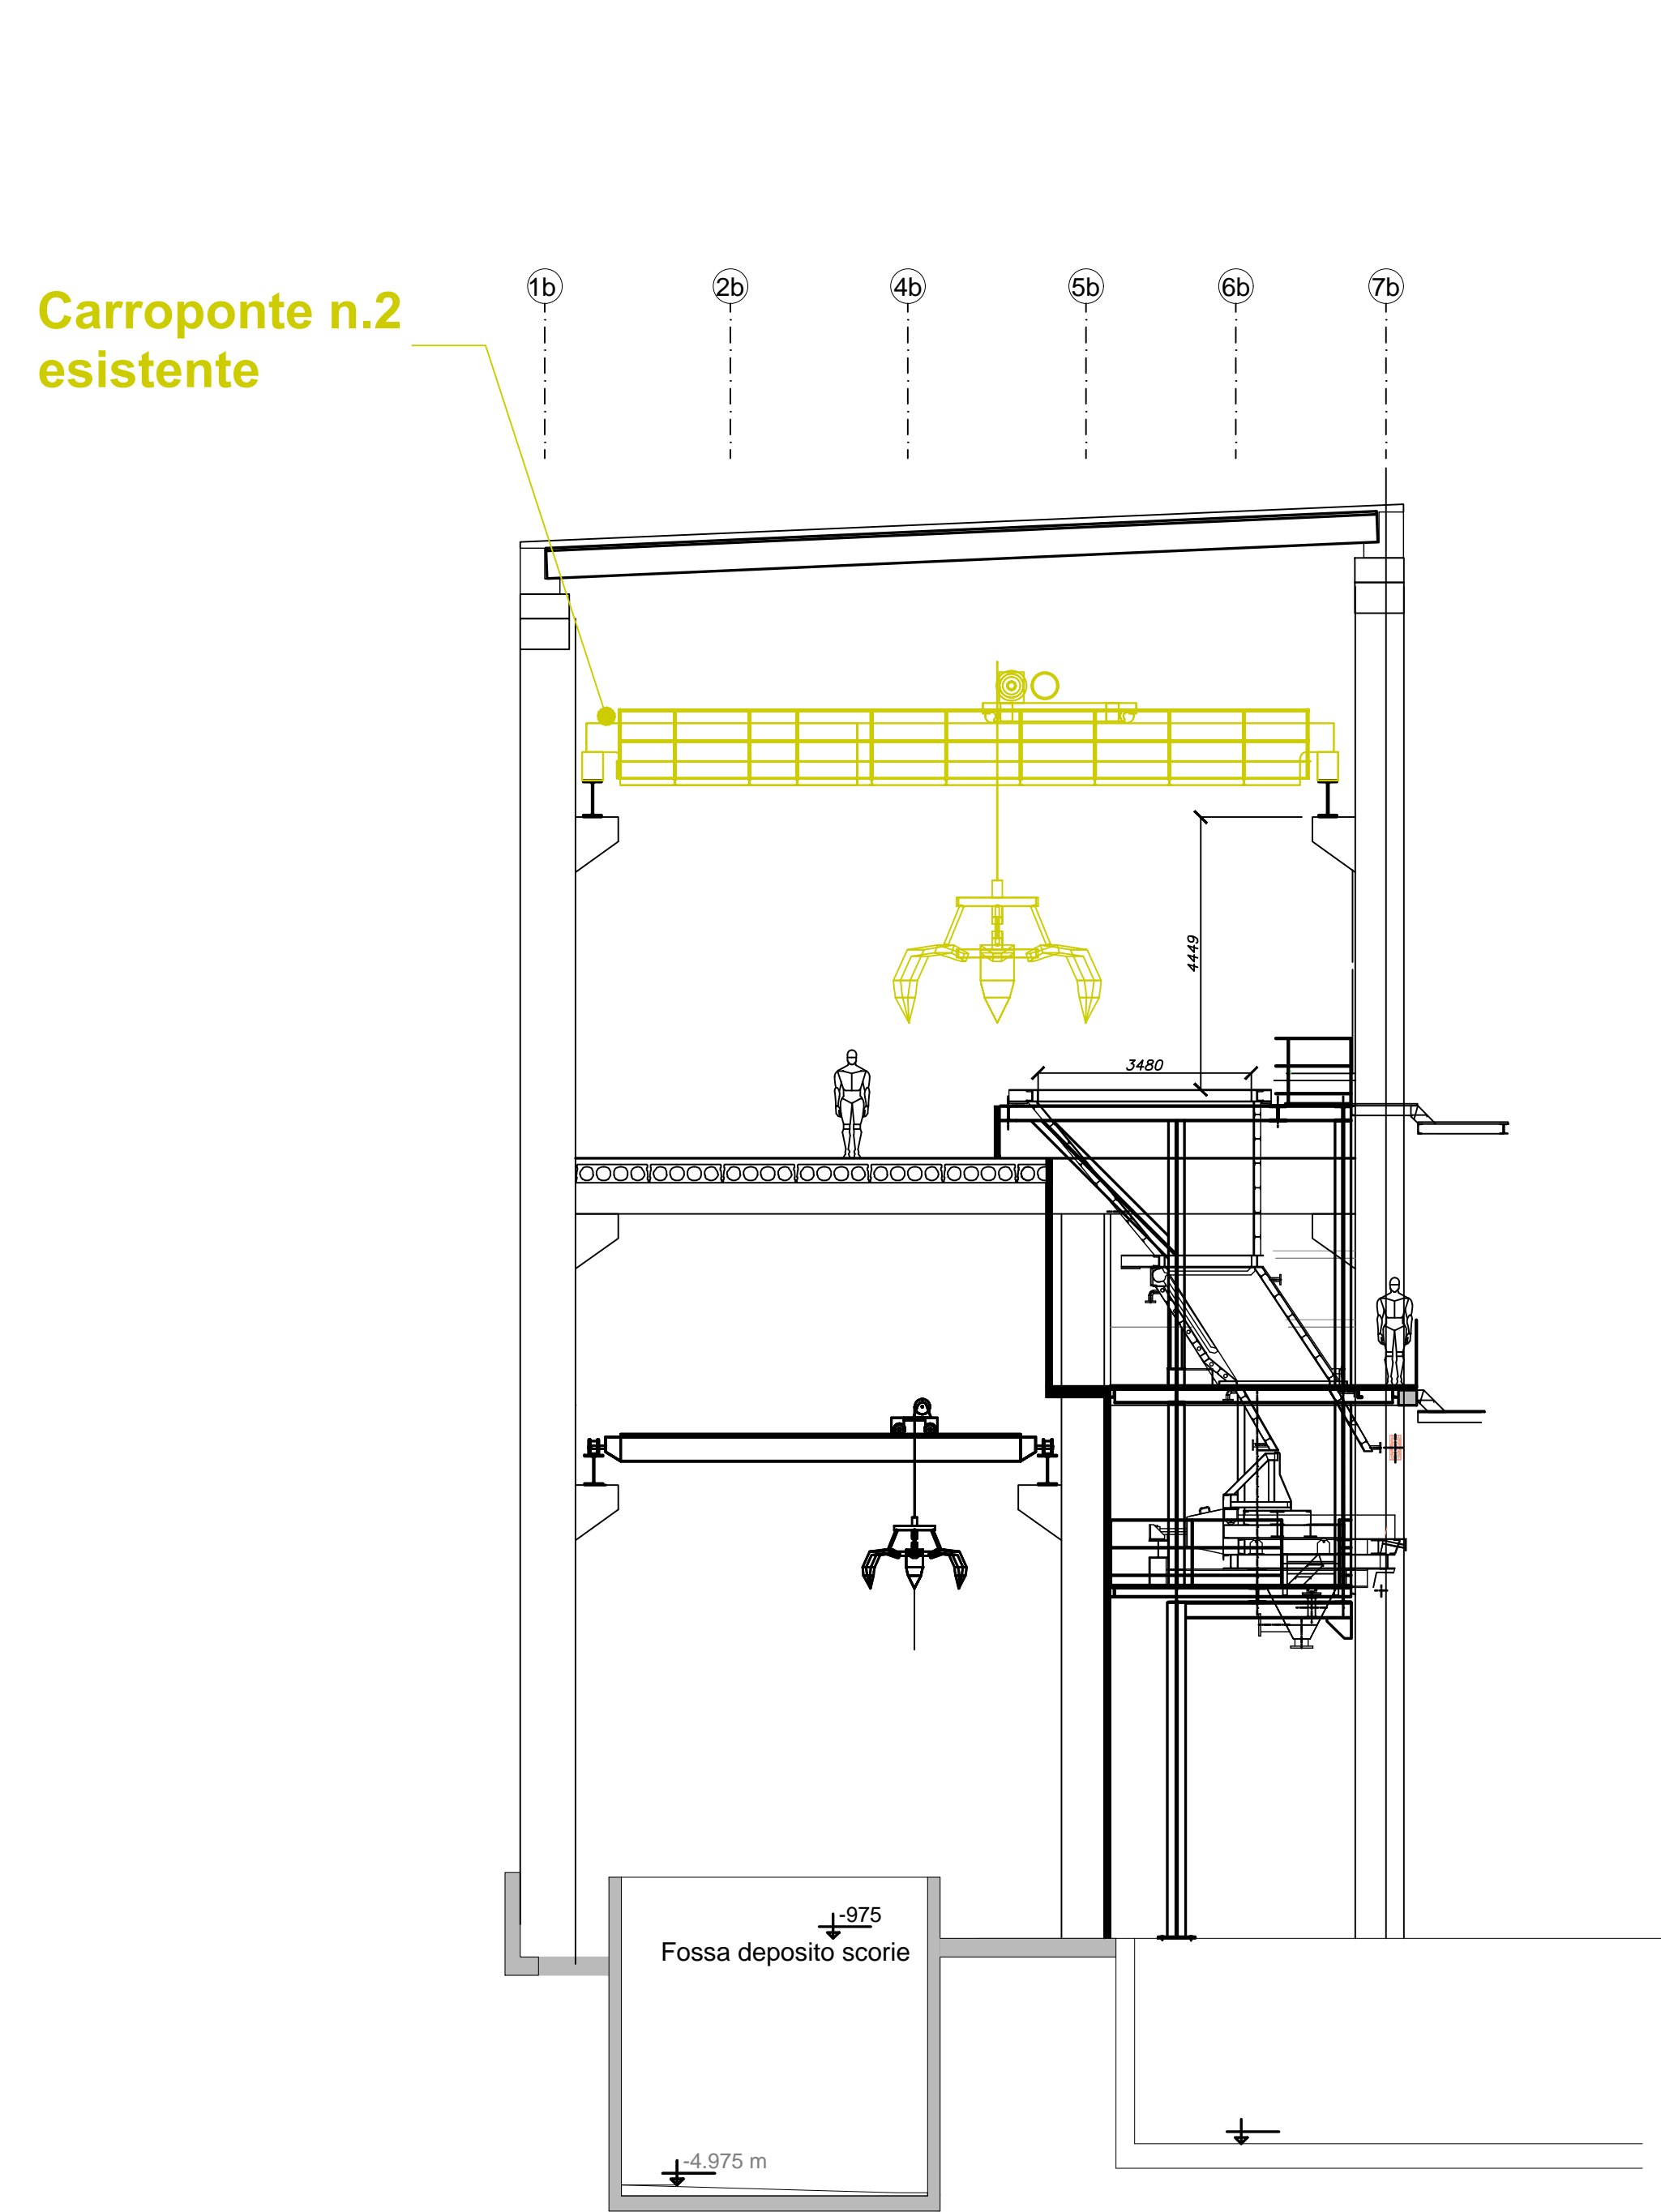 1b
2b
4b
5b
6b
7b
Carroponte n.2
esistente
4449
3480
-975
Fossa deposito scorie
-4.975 m